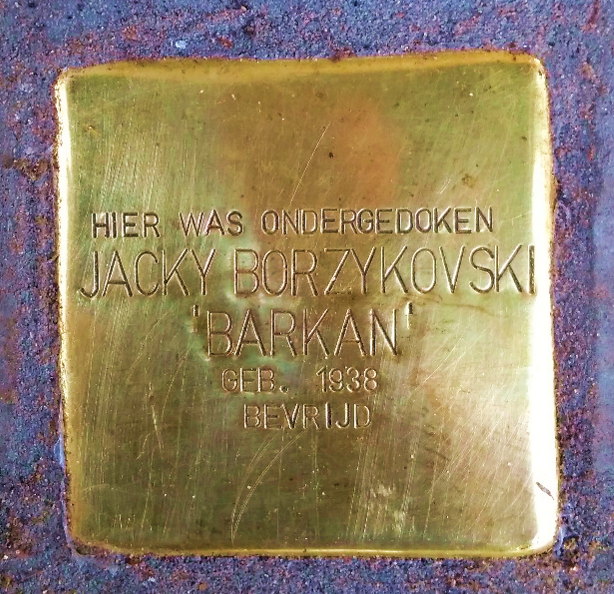 HIER WAS ONDERGEDOKEN
JACKY BORZYKOVSKI
'BARKAN'
GEB. 1938
BEVRIJD